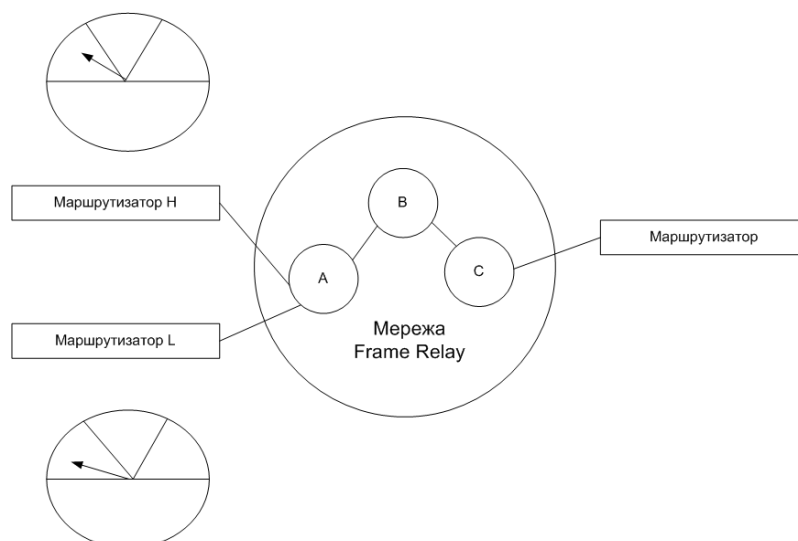 Маршрутизатор H
B
Маршрутизатор
A
C
Мережа
Frame Relay
Маршрутизатор L